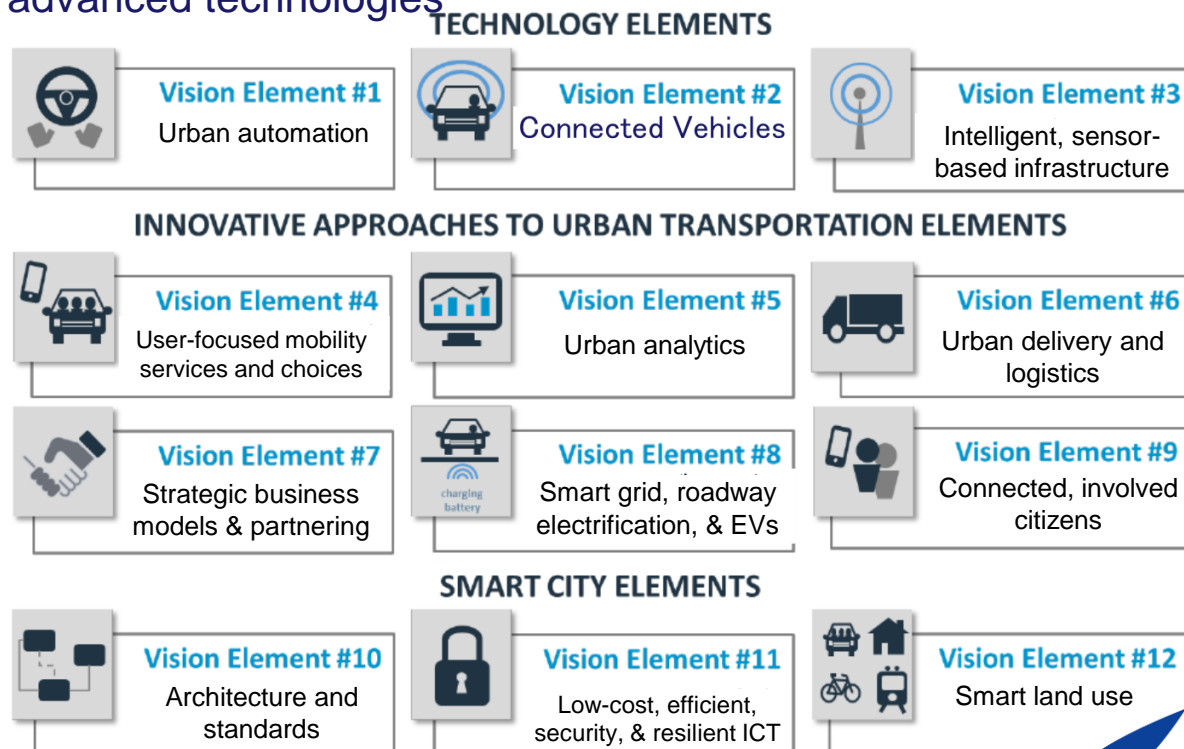 advanced technologies
TECHNOLOGY ELEMENTS
Vision Element #1
Urban automation
Vision Element #2
Connected Vehicles
Vision Element #3
Intelligent, sensor-
based infrastructure
INNOVATIVE APPROACHES TO URBAN TRANSPORTATION ELEMENTS
Vision Element #4
User-focused mobility
services and choices
Vision Element #5
Urban analytics
Vision Element #6
Urban delivery and
logistics
Vision Element #7
Strategic business
models & partnering
charging
battery
Vision Element #8
Smart grid, roadway
electrification, & EVs
Vision Element #9
Connected, involved
citizens
SMART CITY ELEMENTS
Vision Element #10
Architecture and
standards
Vision Element #11
Low-cost, efficient,
security, & resilient ICT
Vision Element #12
Smart land use